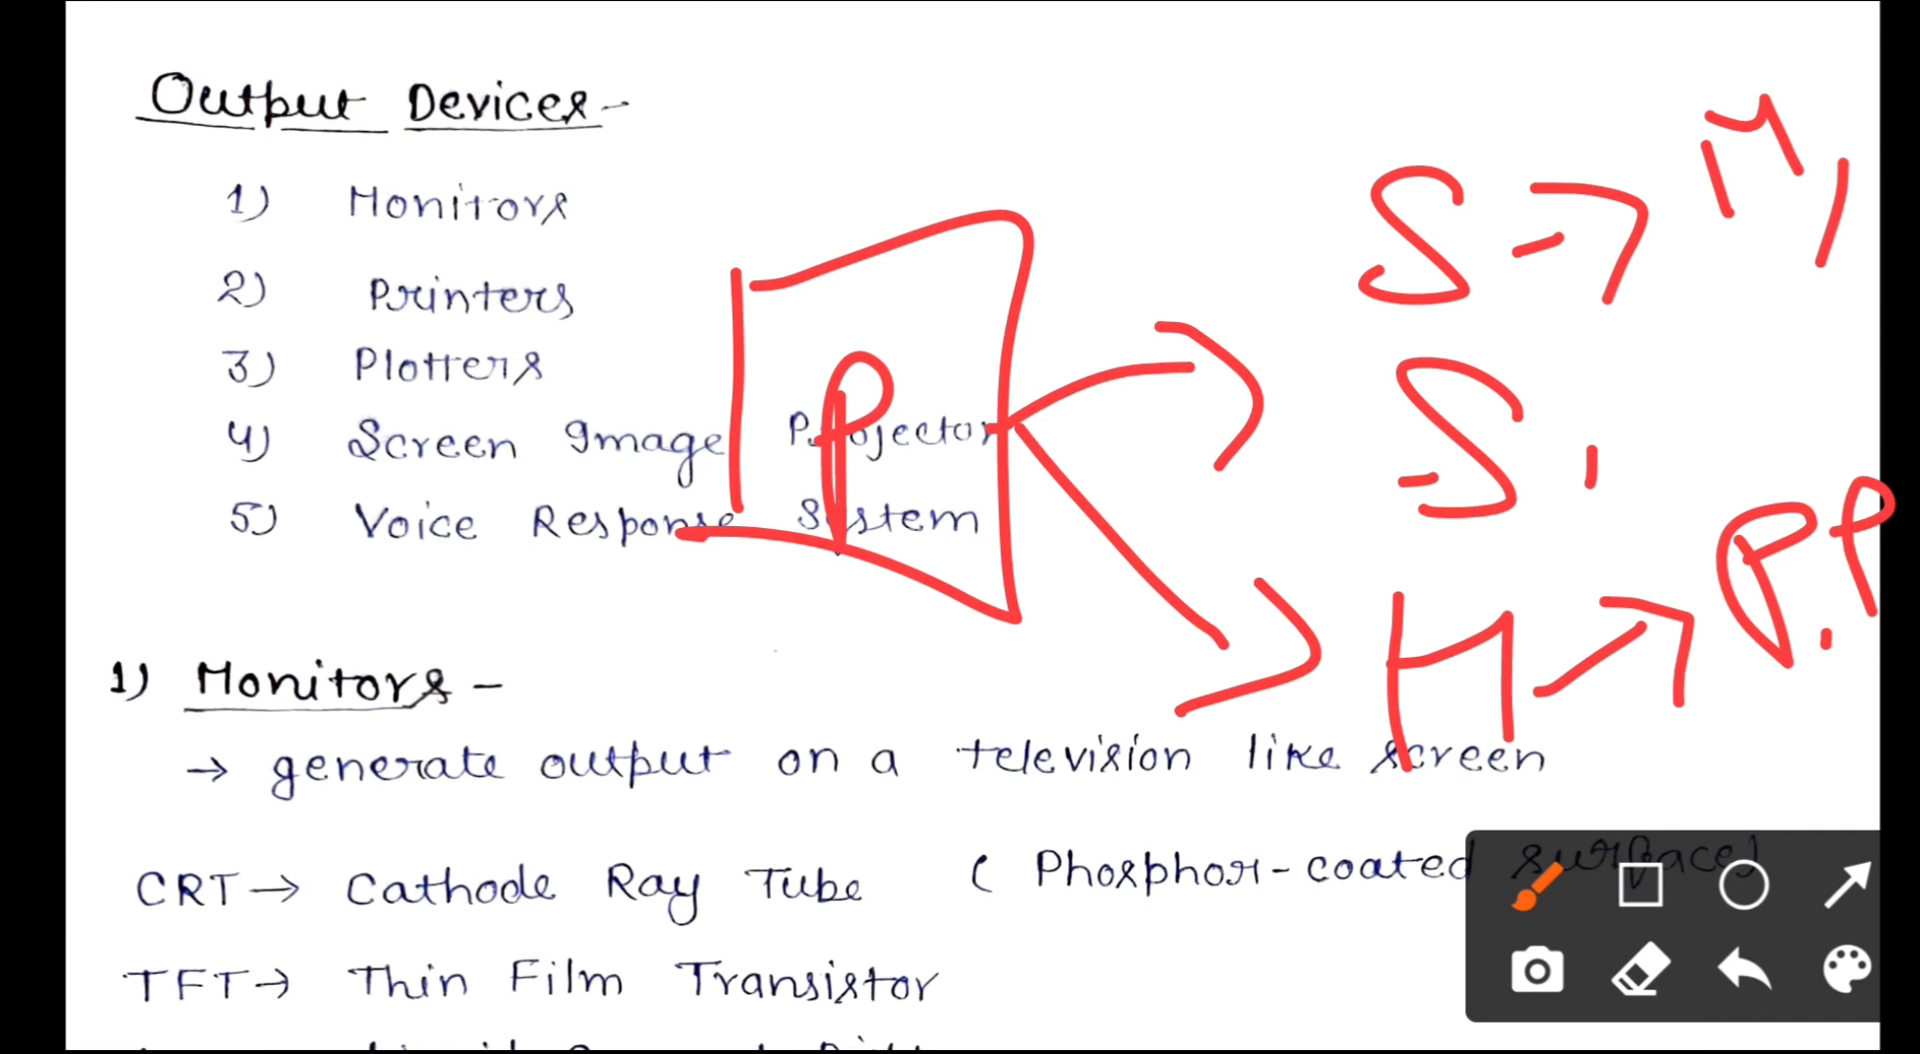 Output Devices-
1) Monitors
2) Printers
3) Plotters
4) Screen Image Projector
5) Voice Response System
P
S → M,
S.
H → P.P
1) Monitors -
→ generate output on a television like screen
CRT → Cathode Ray Tube ( Phosphor-coated surface)
TFT → Thin Film Transistor